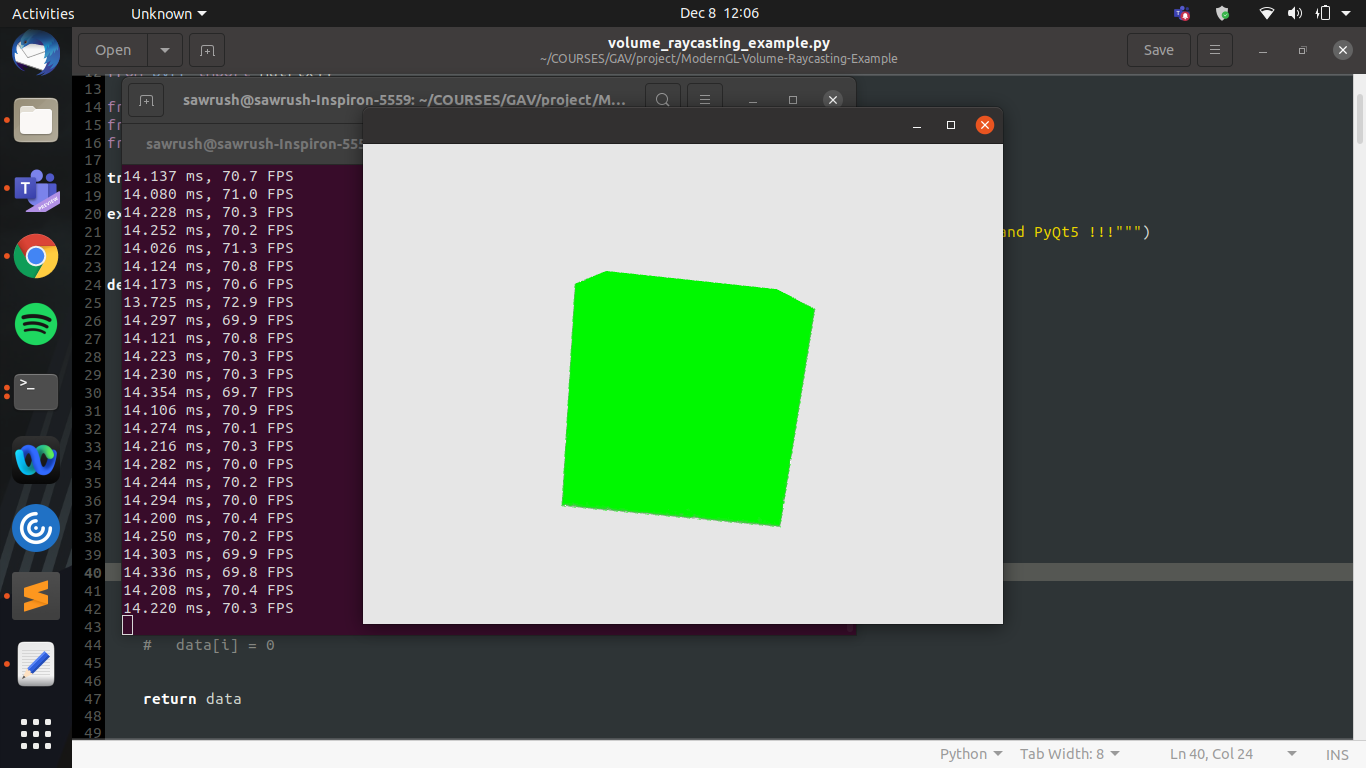 Activities
Unknown
Dec 8 12:06
Open
volume_raycasting_example.py
~/COURSES/GAV/project/ModernGL-Volume-Raycasting-Example
Save
13
sawrush@sawrush-Inspiron-5559: ~/COURSES/GAV/project/M…
14
15
16
sawrush@sawrush-Inspiron-555
17
14.137 ms, 70.7 FPS
18
14.080 ms, 71.0 FPS
19
14.228 ms, 70.3 FPS
20
14.252 ms, 70.2 FPS
21
and PyQt5 !!!""")
14.026 ms, 71.3 FPS
22
14.124 ms, 70.8 FPS
23
14.173 ms, 70.6 FPS
24
13.725 ms, 72.9 FPS
25
14.297 ms, 69.9 FPS
26
14.121 ms, 70.8 FPS
27
14.223 ms, 70.3 FPS
28
14.230 ms, 70.3 FPS
29
14.354 ms, 69.7 FPS
30
14.106 ms, 70.9 FPS
31
14.274 ms, 70.1 FPS
32
14.216 ms, 70.3 FPS
33
14.282 ms, 70.0 FPS
34
14.244 ms, 70.2 FPS
35
14.294 ms, 70.0 FPS
36
14.200 ms, 70.4 FPS
37
14.250 ms, 70.2 FPS
38
14.303 ms, 69.9 FPS
39
14.336 ms, 69.8 FPS
40
14.208 ms, 70.4 FPS
41
14.220 ms, 70.3 FPS
42
43
44 # data[i] = 0
45
46
47 return data
48
49
Python
Tab Width: 8
Ln 40, Col 24
INS